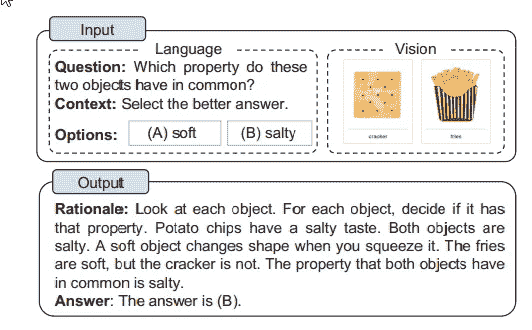 Input
Language
Vision
Question: Which property do these
two objects have in common?
Context: Select the better answer.
Options:
(A) soft
(B) salty
cracker
fries
Output
Rationale: Look at each object. For each object, decide if it has
that property. Potato chips have a salty taste. Both objects are
salty. A soft object changes shape when you squeeze it. The fries
are soft, but the cracker is not. The property that both objects have
in common is salty.
Answer: The answer is (B).